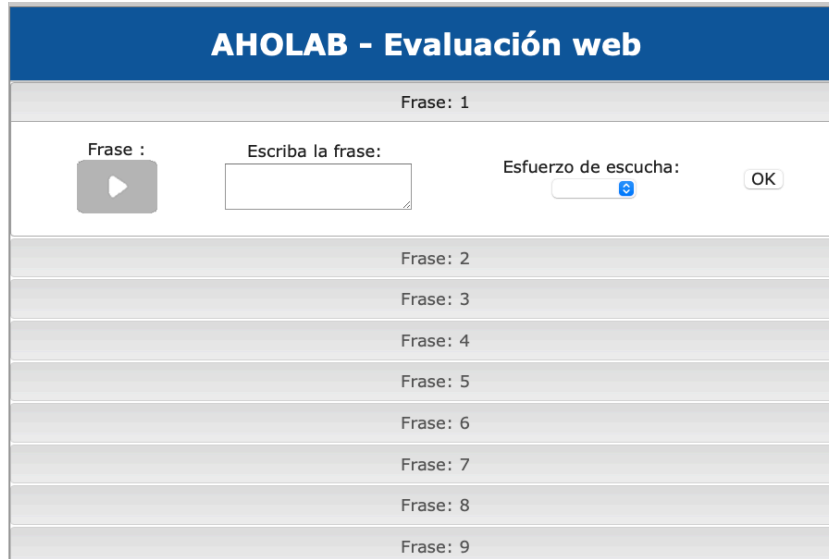 AHOLAB - Evaluación web
Frase: 1
Frase :
Escriba la frase:
Esfuerzo de escucha:
OK
Frase: 2
Frase: 3
Frase: 4
Frase: 5
Frase: 6
Frase: 7
Frase: 8
Frase: 9